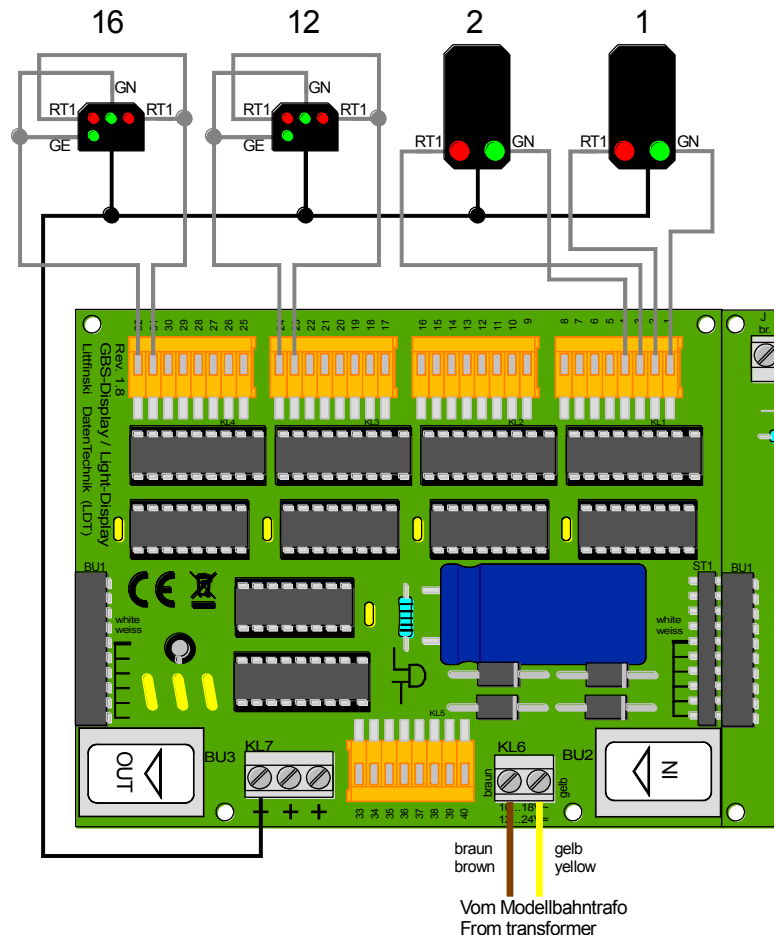 16 12 2 1
GN GN
RT1 RT1 RT1 RT1 RT1 GN RT1 GN
GE GE
J
br.
30 29 28 27 26 25 22 21 20 19 18 17 16 15 14 13 12 11 10 9 8 7 6 5
KL4 KL3 KL2 KL1
Rev. 1.8
GBS-Display / Light-Display
Littfinski DatenTechnik (LDT)
BU1 ST1 BU1
CE
white
weiss
white
weiss
KL5
BU3 KL7 KL6 BU2
OUT IN
braun gelb
+ + +
33 34 35 36 37 38 39 40
braun
brown
gelb
yellow
Vom Modellbahntrafo
From transformer